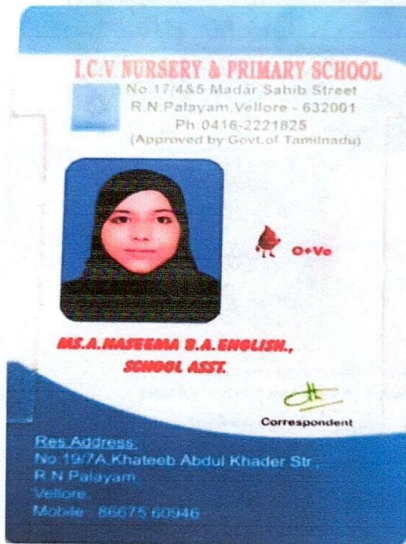 I.C.V NURSERY & PRIMARY SCHOOL
No.17/4&5 Madar Sahib Street
R.N.Palayam,Vellore - 632001
Ph:0416-2221825
(Approved by Govt.of Tamilnadu)
O+Ve
MS.A.NASEEMA B.A.ENGLISH.,
SCHOOL ASST.
Correspondent
Res.Address.
No.19/7A,Khateeb Abdul Khader Str.,
R.N.Palayam,
Vellore.
Mobile : 86675 60946